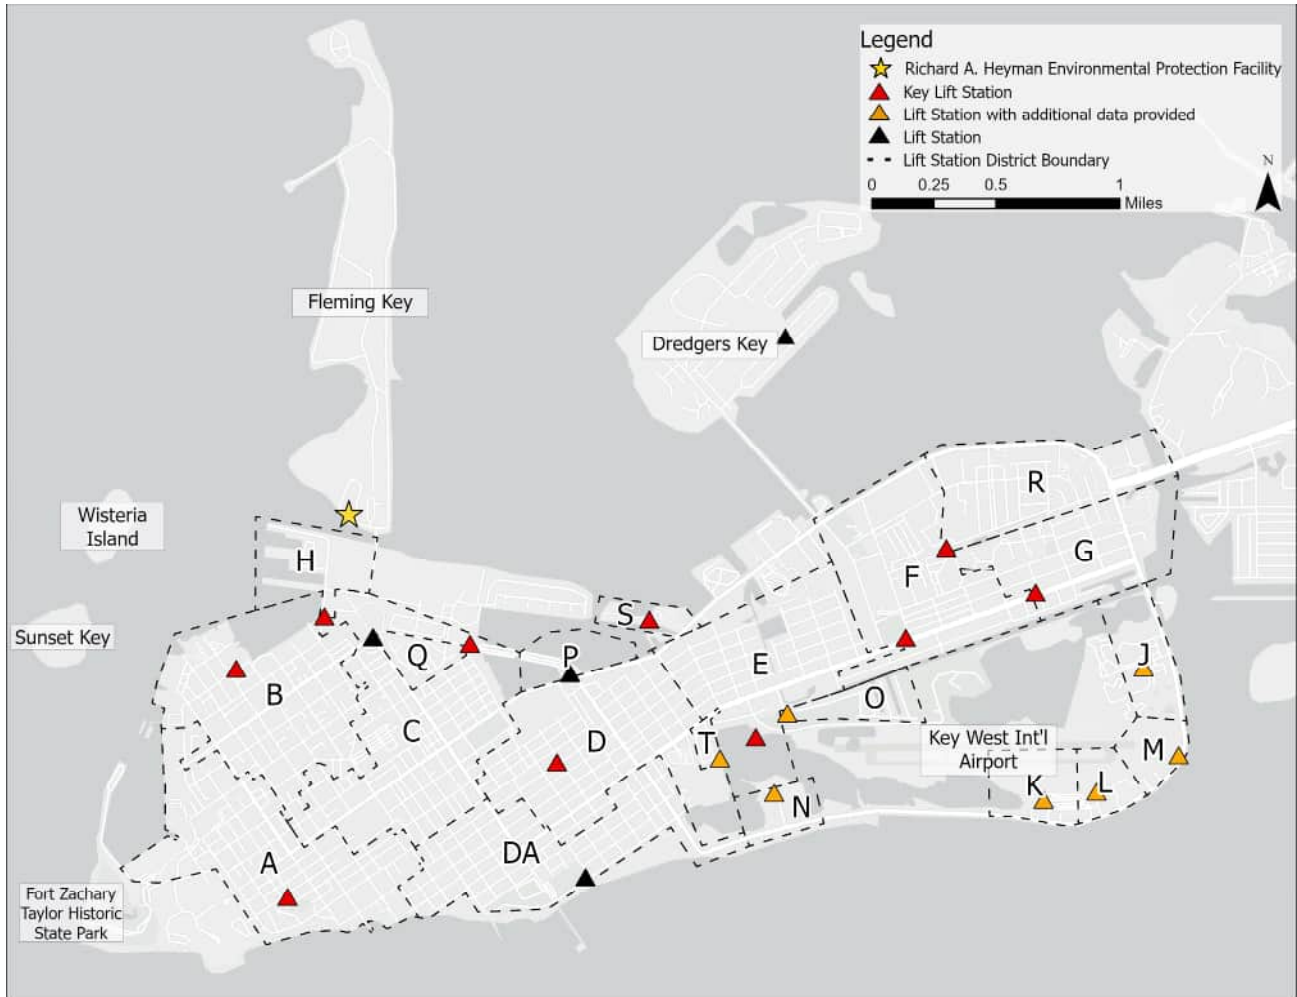 Legend
Richard A. Heyman Environmental Protection Facility
Key Lift Station
Lift Station with additional data provided
Lift Station
Lift Station District Boundary
0 0.25 0.5 1
Miles
N
Fleming Key
Dredgers Key
Wisteria
Island
Sunset Key
H
R
G
F
S
P
Q
E
J
B
C
D
T
O
Key West Int'l
Airport
M
K
L
N
A
DA
Fort Zachary
Taylor Historic
State Park